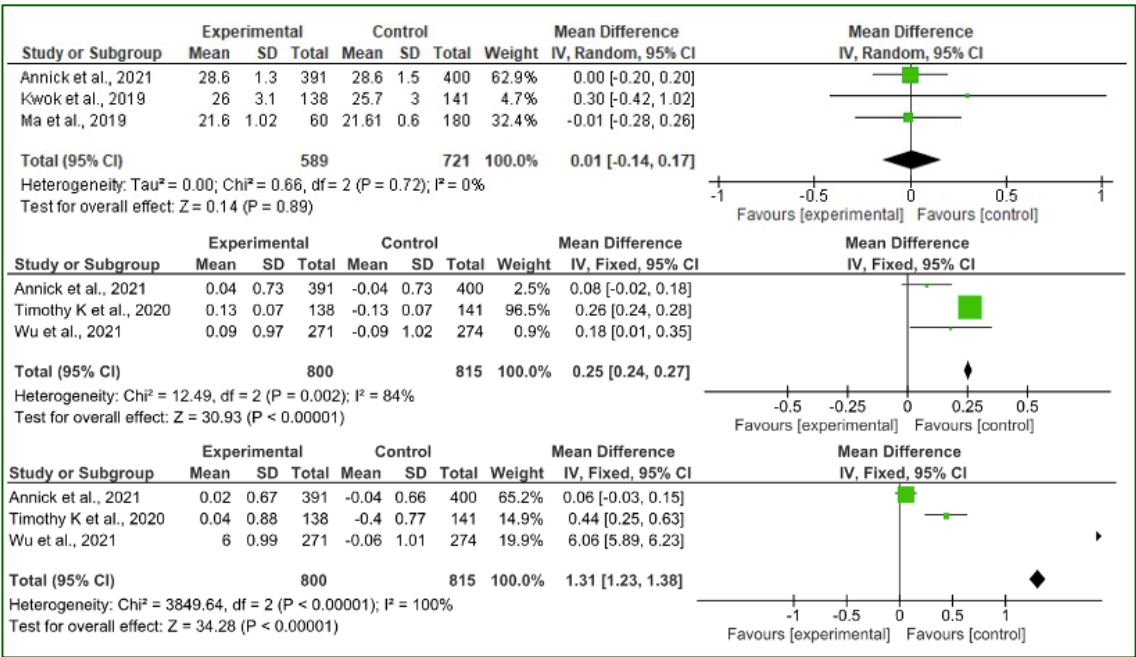 Experimental Control Mean Difference Mean Difference
Study or Subgroup Mean SD Total Mean SD Total Weight IV, Random, 95% CI IV, Random, 95% CI
Annick et al., 2021 28.6 1.3 391 28.6 1.5 400 62.9% 0.00 [-0.20, 0.20]
Kwok et al., 2019 26 3.1 138 25.7 3 141 4.7% 0.30 [-0.42, 1.02]
Ma et al., 2019 21.6 1.02 60 21.61 0.6 180 32.4% -0.01 [-0.28, 0.26]
Total (95% CI) 589 721 100.0% 0.01 [-0.14, 0.17]
Heterogeneity: Tau² = 0.00; Chi² = 0.66, df = 2 (P = 0.72); I² = 0%
Test for overall effect: Z = 0.14 (P = 0.89)
-1 -0.5 0 0.5 1
Favours [experimental] Favours [control]
Experimental Control Mean Difference Mean Difference
Study or Subgroup Mean SD Total Mean SD Total Weight IV, Fixed, 95% CI IV, Fixed, 95% CI
Annick et al., 2021 0.04 0.73 391 -0.04 0.73 400 2.5% 0.08 [-0.02, 0.18]
Timothy K et al., 2020 0.13 0.07 138 -0.13 0.07 141 96.5% 0.26 [0.24, 0.28]
Wu et al., 2021 0.09 0.97 271 -0.09 1.02 274 0.9% 0.18 [0.01, 0.35]
Total (95% CI) 800 815 100.0% 0.25 [0.24, 0.27]
Heterogeneity: Chi² = 12.49, df = 2 (P = 0.002); I² = 84%
Test for overall effect: Z = 30.93 (P < 0.00001)
-0.5 -0.25 0 0.25 0.5
Favours [experimental] Favours [control]
Experimental Control Mean Difference Mean Difference
Study or Subgroup Mean SD Total Mean SD Total Weight IV, Fixed, 95% CI IV, Fixed, 95% CI
Annick et al., 2021 0.02 0.67 391 -0.04 0.66 400 65.2% 0.06 [-0.03, 0.15]
Timothy K et al., 2020 0.04 0.88 138 -0.4 0.77 141 14.9% 0.44 [0.25, 0.63]
Wu et al., 2021 6 0.99 271 -0.06 1.01 274 19.9% 6.06 [5.89, 6.23]
Total (95% CI) 800 815 100.0% 1.31 [1.23, 1.38]
Heterogeneity: Chi² = 3849.64, df = 2 (P < 0.00001); I² = 100%
Test for overall effect: Z = 34.28 (P < 0.00001)
-1 -0.5 0 0.5 1
Favours [experimental] Favours [control]